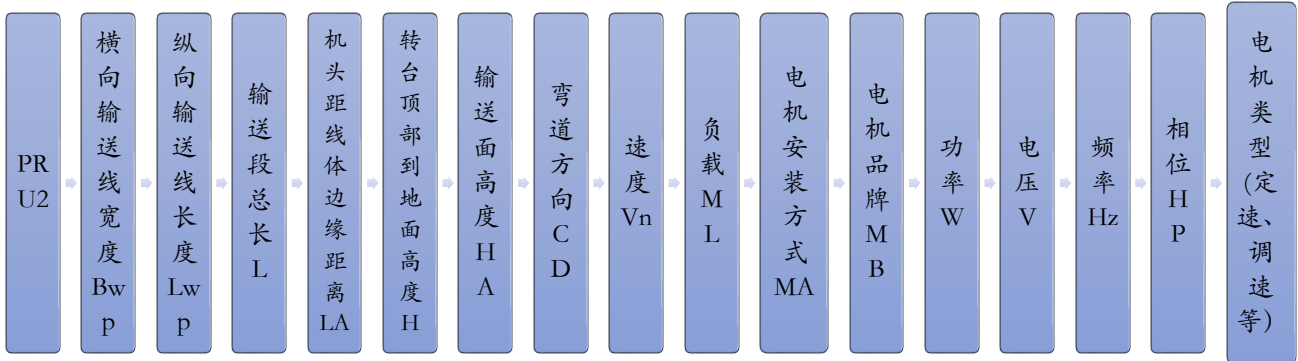 PRU2
横向输送线宽度Bwp
纵向输送线长度Lwp
输送段总长L
机头距线体边缘距离LA
转台顶部到地面高度H
输送面高度HA
弯道方向CD
速度Vn
负载ML
电机安装方式MA
电机品牌MB
功率W
电压V
频率Hz
相位HP
电机类型(定速、调速等)